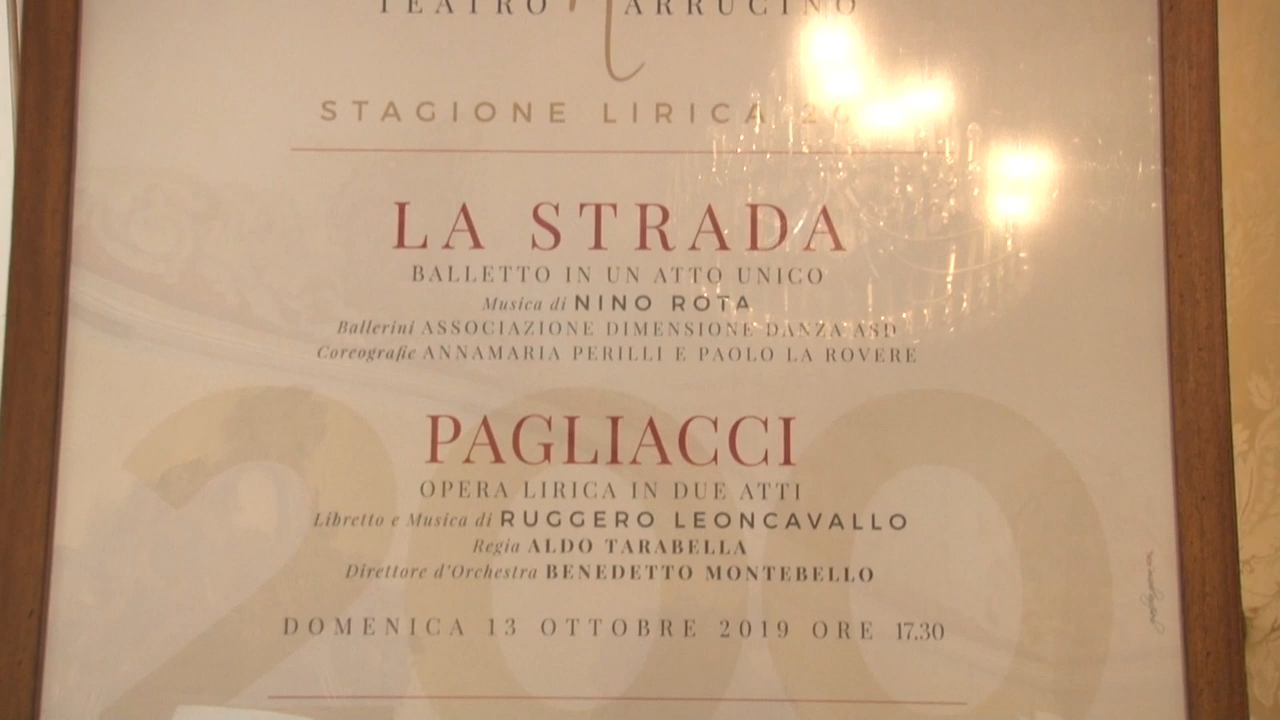 TEATRO MARRUCINO
STAGIONE LIRICA
LA STRADA
BALLETTO IN UN ATTO UNICO
Musica di NINO ROTA
Ballerini ASSOCIAZIONE DIMENSIONE DANZA ASD
Coreografie ANNAMARIA PERILLI E PAOLO LA ROVERE
PAGLIACCI
OPERA LIRICA IN DUE ATTI
Libretto e Musica di RUGGERO LEONCAVALLO
Regia ALDO TARABELLA
Direttore d'Orchestra BENEDETTO MONTEBELLO
DOMENICA 13 OTTOBRE 2019 ORE 17.30
200